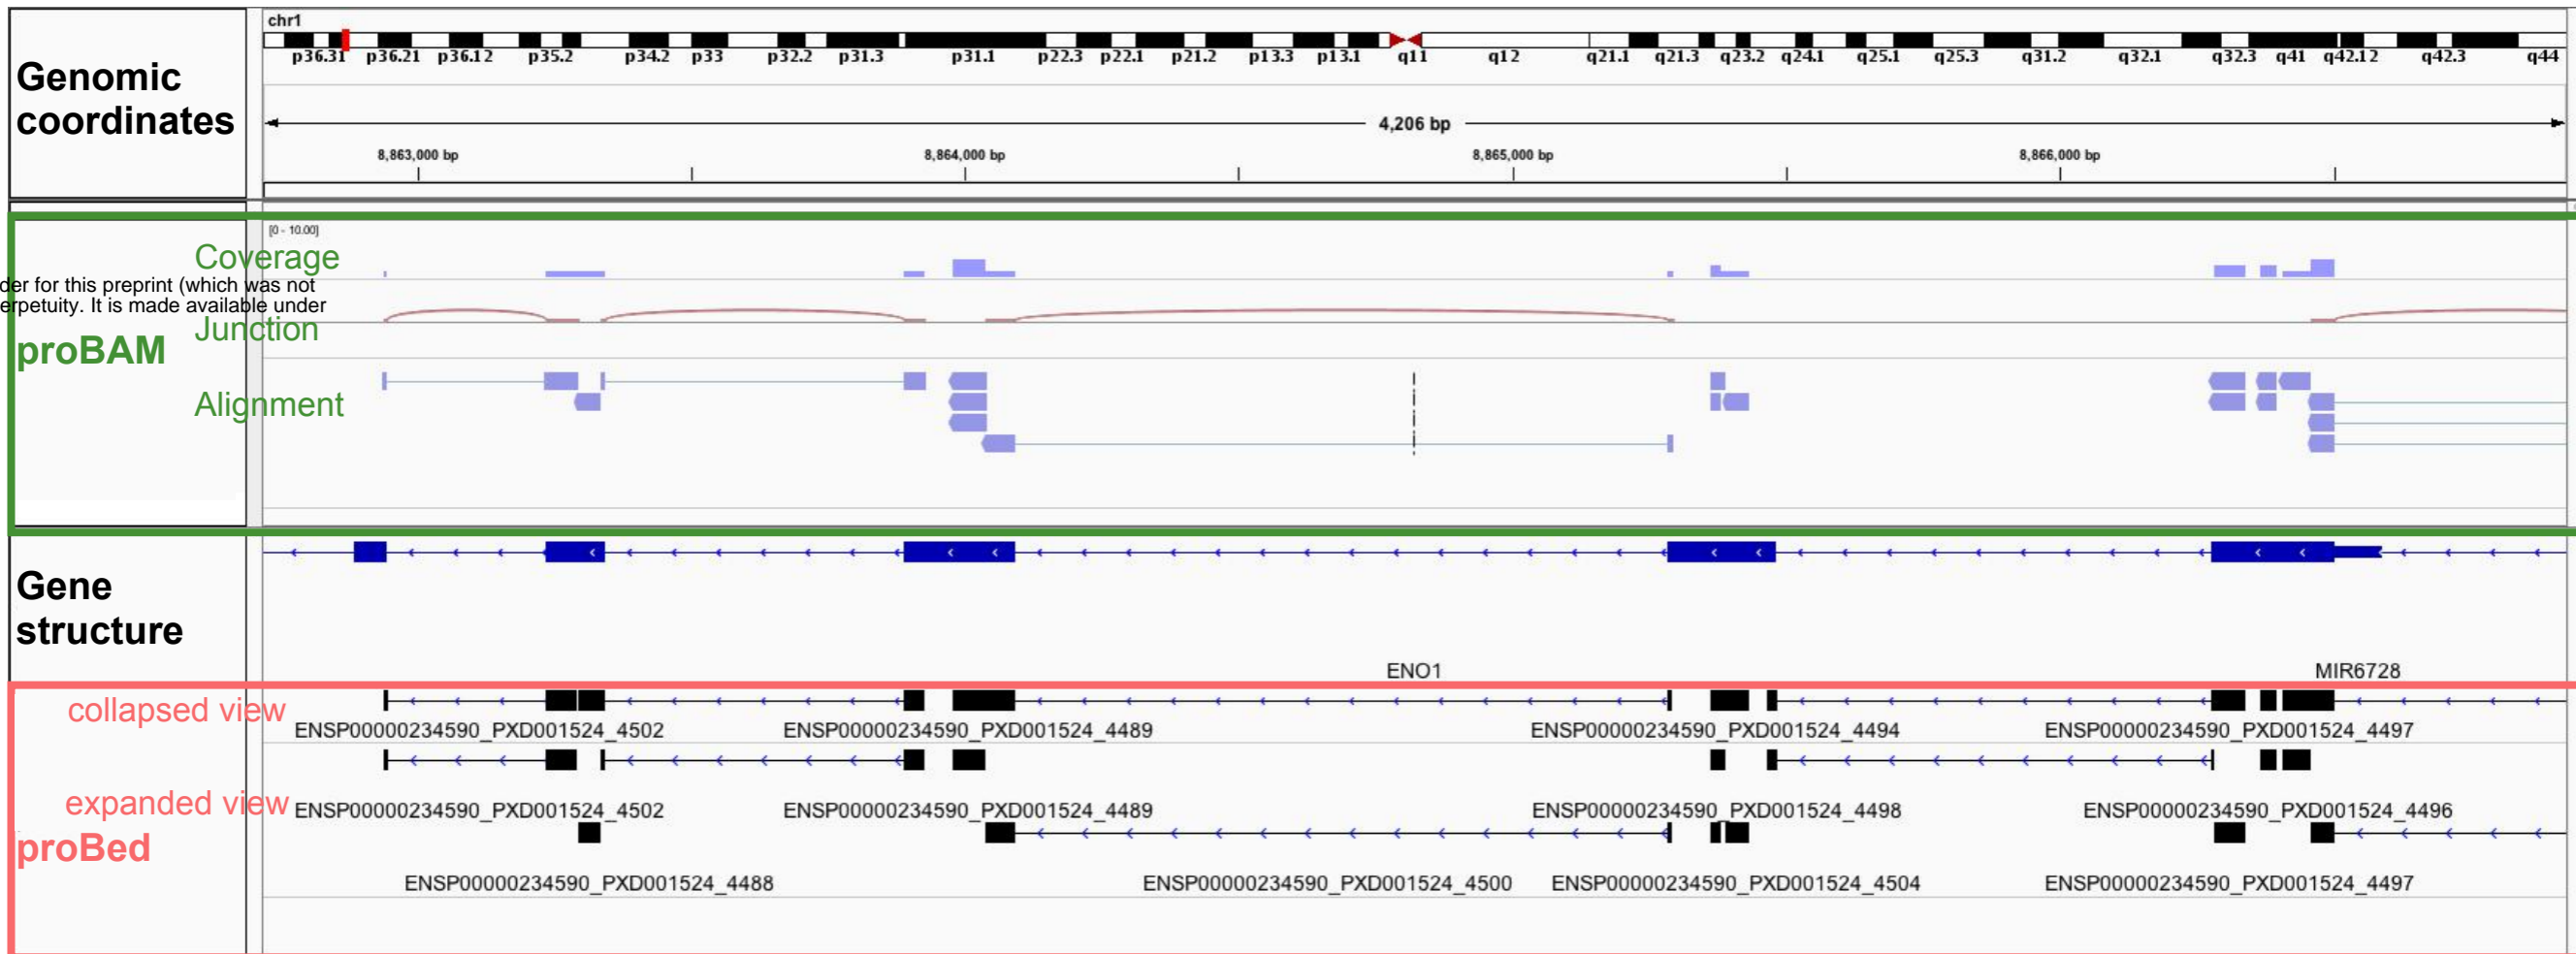 chr1
p36.31 p36.21 p36.12 p35.2 p34.2 p33 p32.2 p31.3 p31.1 p22.3 p22.1 p21.2 p13.3 p13.1 q11 q12 q21.1 q21.3 q23.2 q24.1 q25.1 q25.3 q31.2 q32.1 q32.3 q41 q42.12 q42.3 q44
Genomic
coordinates
4,206 bp
8,863,000 bp 8,864,000 bp 8,865,000 bp 8,866,000 bp
[0 - 10.00]
Coverage
der for this preprint (which was not
erpetuity. It is made available under
Junction
proBAM
Alignment
Gene
structure
ENO1 MIR6728
collapsed view
ENSP00000234590_PXD001524_4502 ENSP00000234590_PXD001524_4489 ENSP00000234590_PXD001524_4494 ENSP00000234590_PXD001524_4497
expanded view
ENSP00000234590_PXD001524_4502 ENSP00000234590_PXD001524_4489 ENSP00000234590_PXD001524_4498 ENSP00000234590_PXD001524_4496
proBed
ENSP00000234590_PXD001524_4488 ENSP00000234590_PXD001524_4500 ENSP00000234590_PXD001524_4504 ENSP00000234590_PXD001524_4497